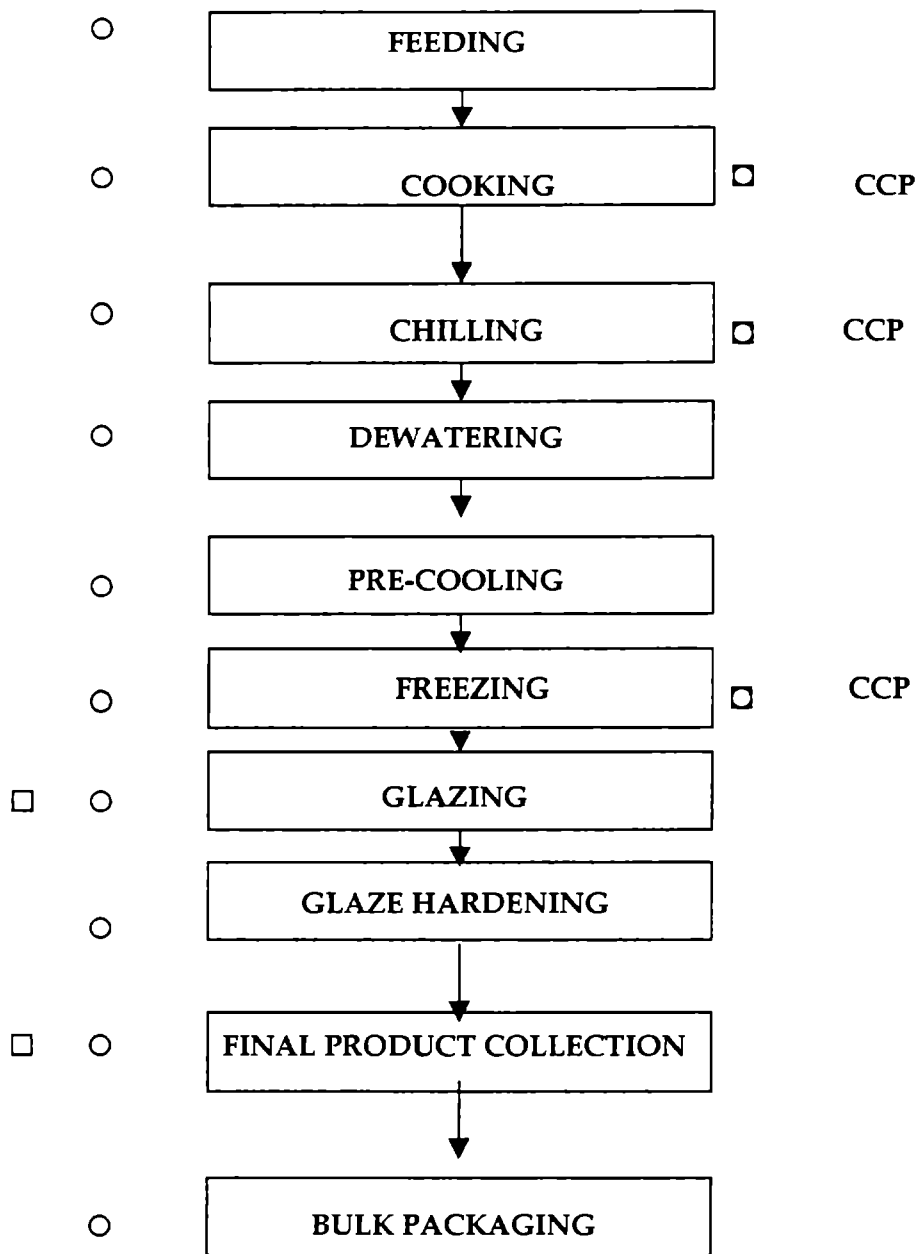 FEEDING
COOKING CCP
CHILLING CCP
DEWATERING
PRE-COOLING
FREEZING CCP
GLAZING
GLAZE HARDENING
FINAL PRODUCT COLLECTION
BULK PACKAGING